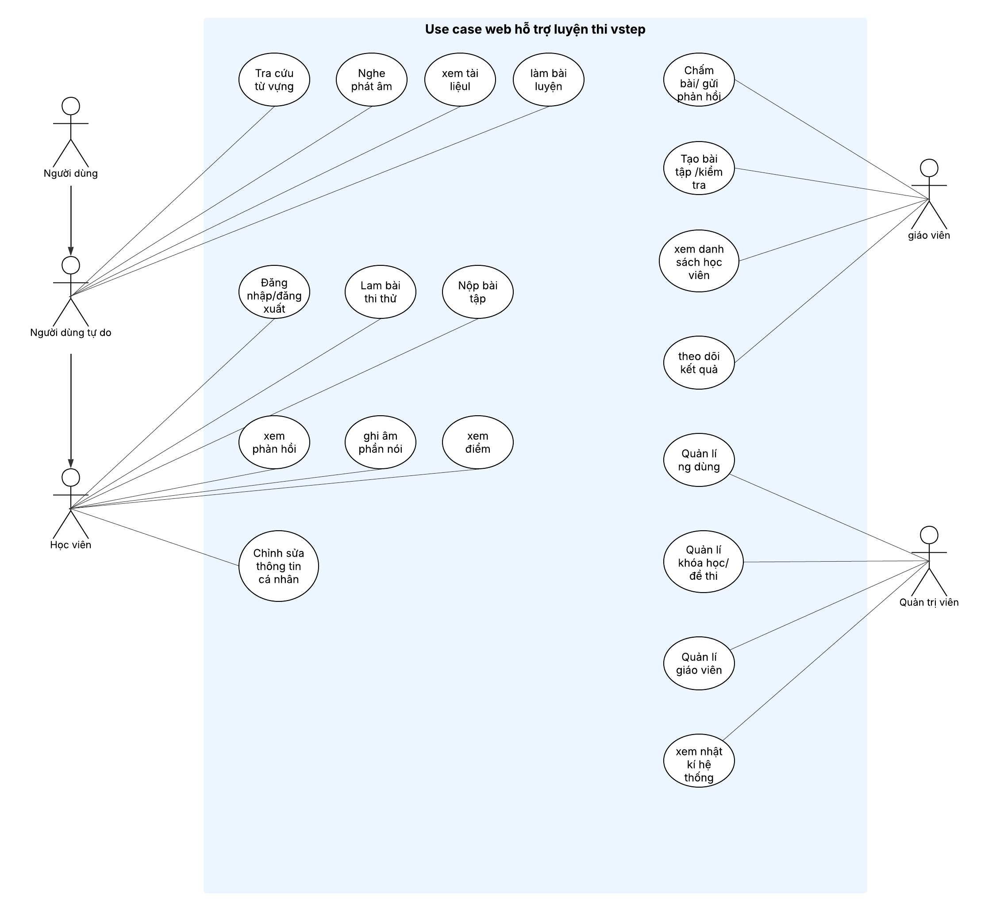 Use case web hỗ trợ luyện thi vstep
Tra cứu
từ vựng
Nghe
phát âm
xem tài
liệul
làm bài
luyện
Chấm
bài/ gửi
phản hồi
Người dùng
Tạo bài
tập /kiểm
tra
giáo viên
xem danh
sách học
viên
Người dùng tự do
Đăng
nhập/đăng
xuất
Lam bài
thi thử
Nộp bài
tập
theo dõi
kết quả
xem
phản hồi
ghi âm
phần nói
xem
điểm
Quản lí
ng dùng
Học viên
Chỉnh sửa
thông tin
cá nhân
Quản lí
khóa học/
đề thi
Quản trị viên
Quản lí
giáo viên
xem nhật
kí hệ
thống